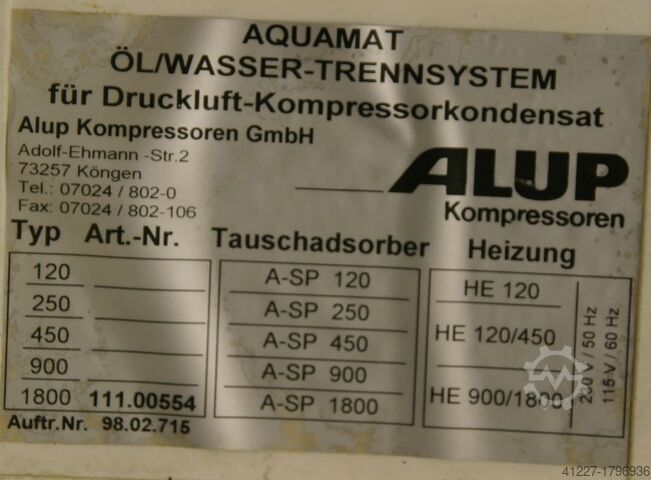 AQUAMAT
ÖL/WASSER-TRENNSYSTEM
für Druckluft-Kompressorkondensat
Alup Kompressoren GmbH
Adolf-Ehmann -Str.2
73257 Köngen
Tel.: 07024 / 802-0
Fax: 07024 / 802-106
ALUP
Kompressoren
Typ Art.-Nr. Tauschadsorber Heizung
120 A-SP 120 HE 120
250 A-SP 250
450 A-SP 450 HE 120/450
900 A-SP 900
1800 111.00554 A-SP 1800 HE 900/1800
230 V / 50 Hz
115 V / 60 Hz
Auftr.Nr. 98.02.715
41227-1796936